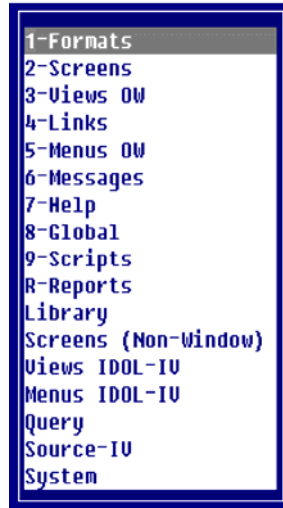 1-Formats
2-Screens
3-Views OW
4-Links
5-Menus OW
6-Messages
7-Help
8-Global
9-Scripts
R-Reports
Library
Screens (Non-Window)
Views IDOL-IV
Menus IDOL-IV
Query
Source-IV
System